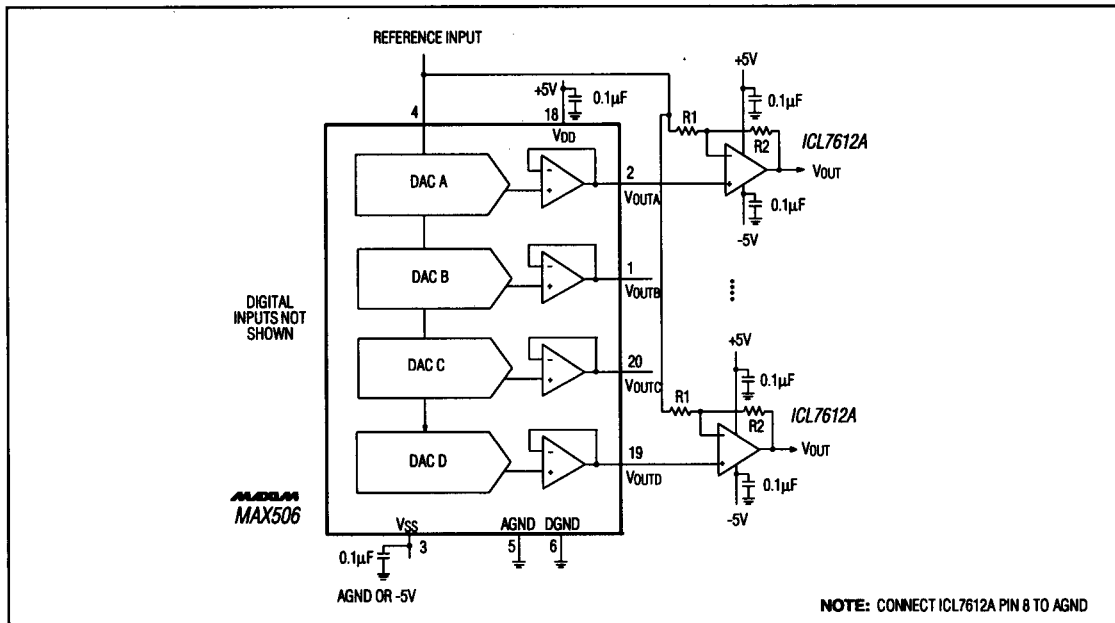 REFERENCE INPUT
+5V
+5V
0.1µF
0.1µF
4
18
VDD
R1
R2
ICL7612A
DAC A
-
+
2
VOUTA
-
+
VOUT
0.1µF
-5V
DAC B
-
+
1
VOUTB
DIGITAL
INPUTS NOT
SHOWN
DAC C
-
+
20
VOUTC
+5V
0.1µF
R1
R2
ICL7612A
DAC D
-
+
19
VOUTD
-
+
VOUT
0.1µF
-5V
MAXIM
MAX506
VSS
AGND
DGND
3
5
6
0.1µF
AGND OR -5V
NOTE: CONNECT ICL7612A PIN 8 TO AGND